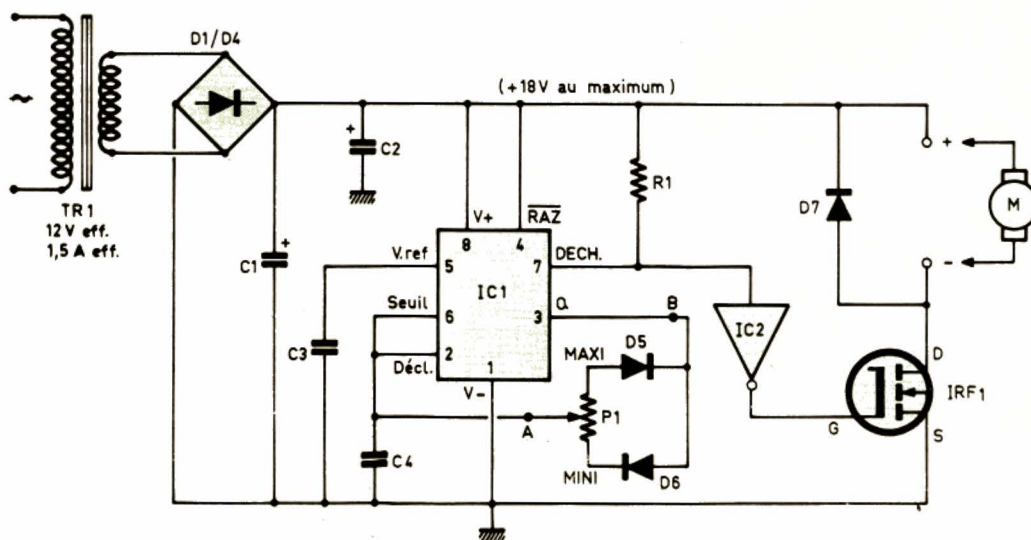 D1/D4
(+18V au maximum)
+
C2
R1
D7
+
M
-
TR1
12 V eff.
1,5 A eff.
C1
+
V+
RAZ
8
4
V.ref
5
7
DECH.
IC1
Seuil
6
3
Q
B
2
Décl.
1
V-
C3
C4
A
MAXI
D5
P1
MINI
D6
IC2
D
IRF1
G
S